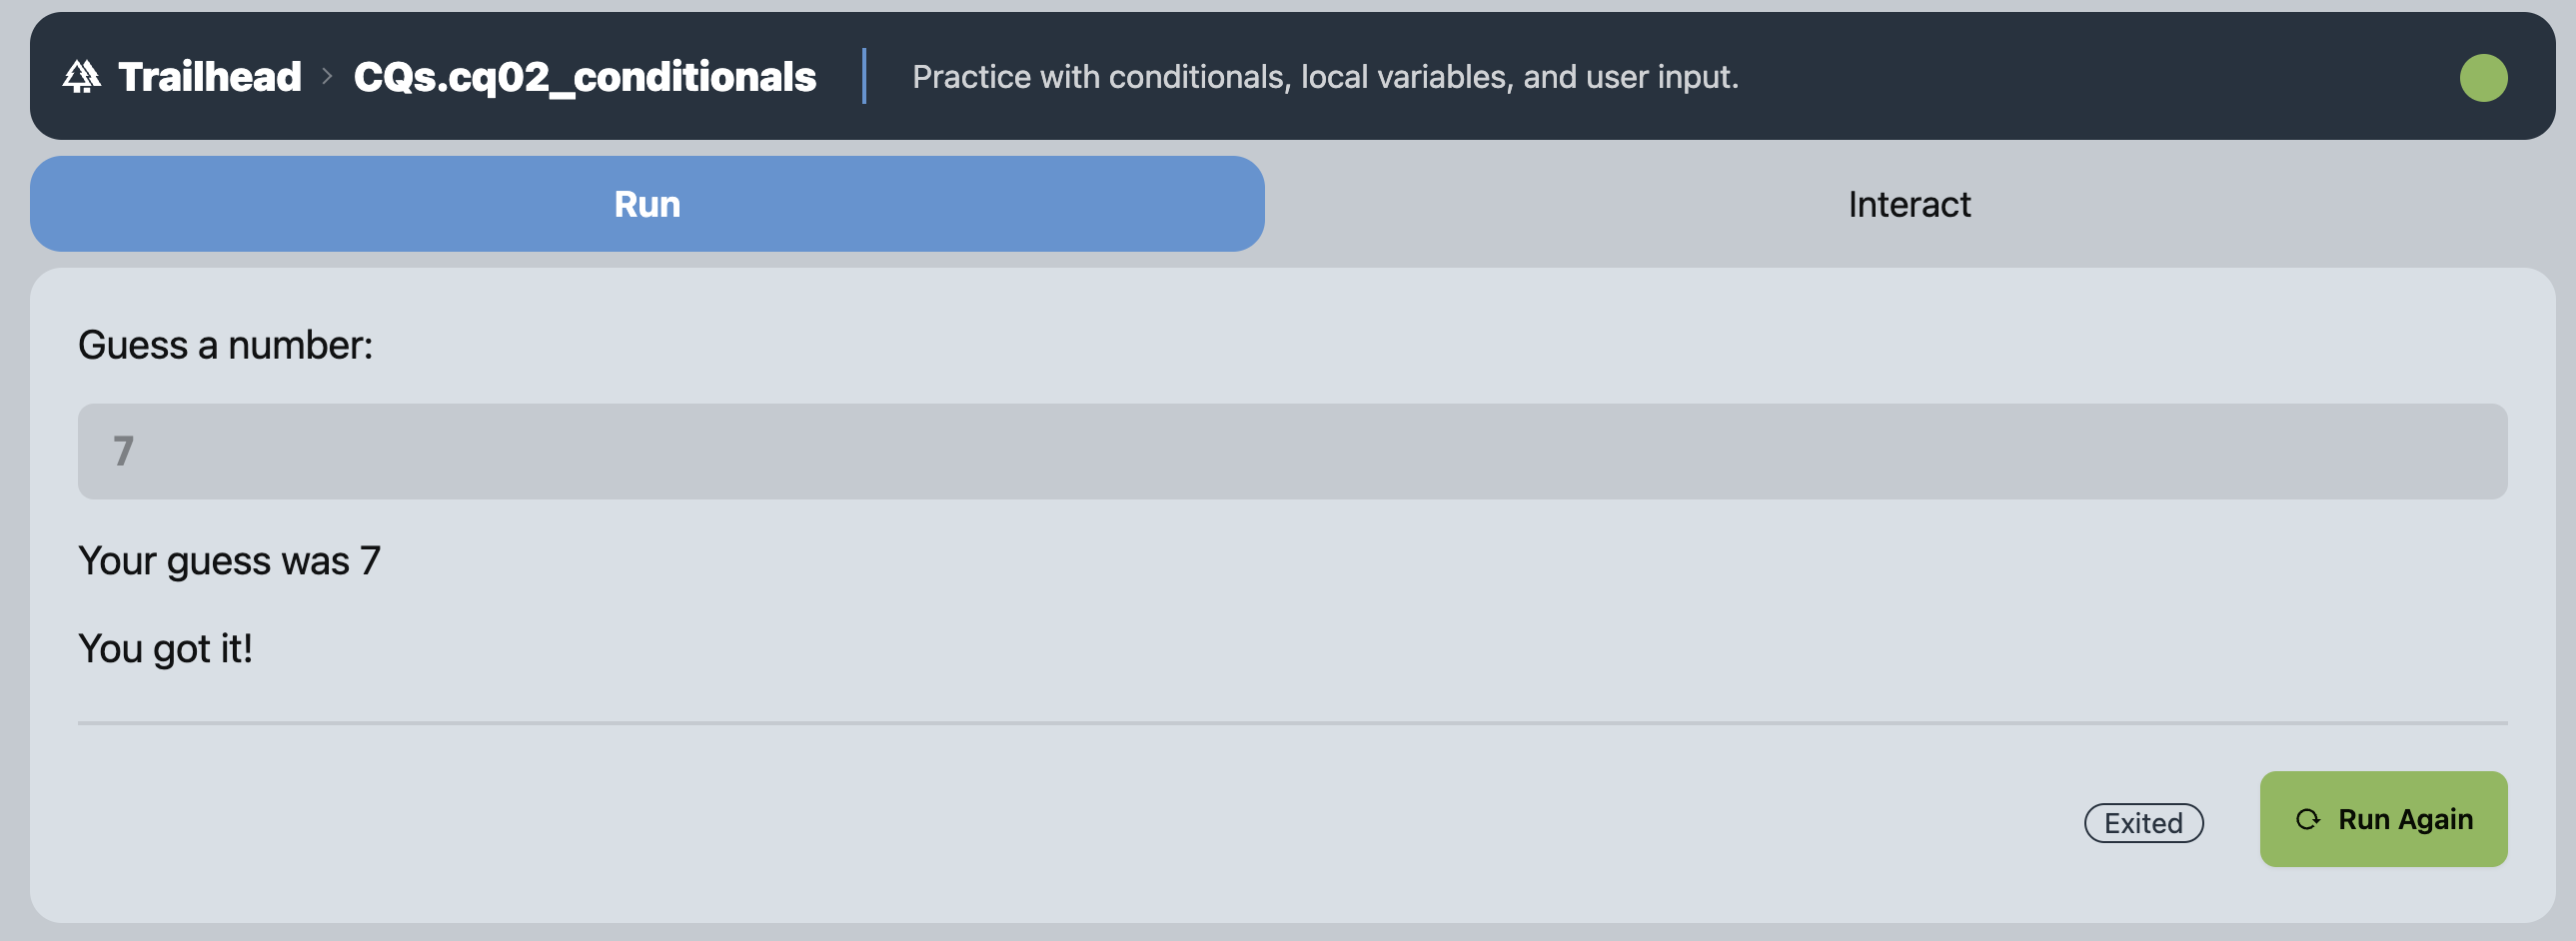 Trailhead > CQs.cq02_conditionals Practice with conditionals, local variables, and user input.
Run Interact
Guess a number:
7
Your guess was 7
You got it!
Exited Run Again